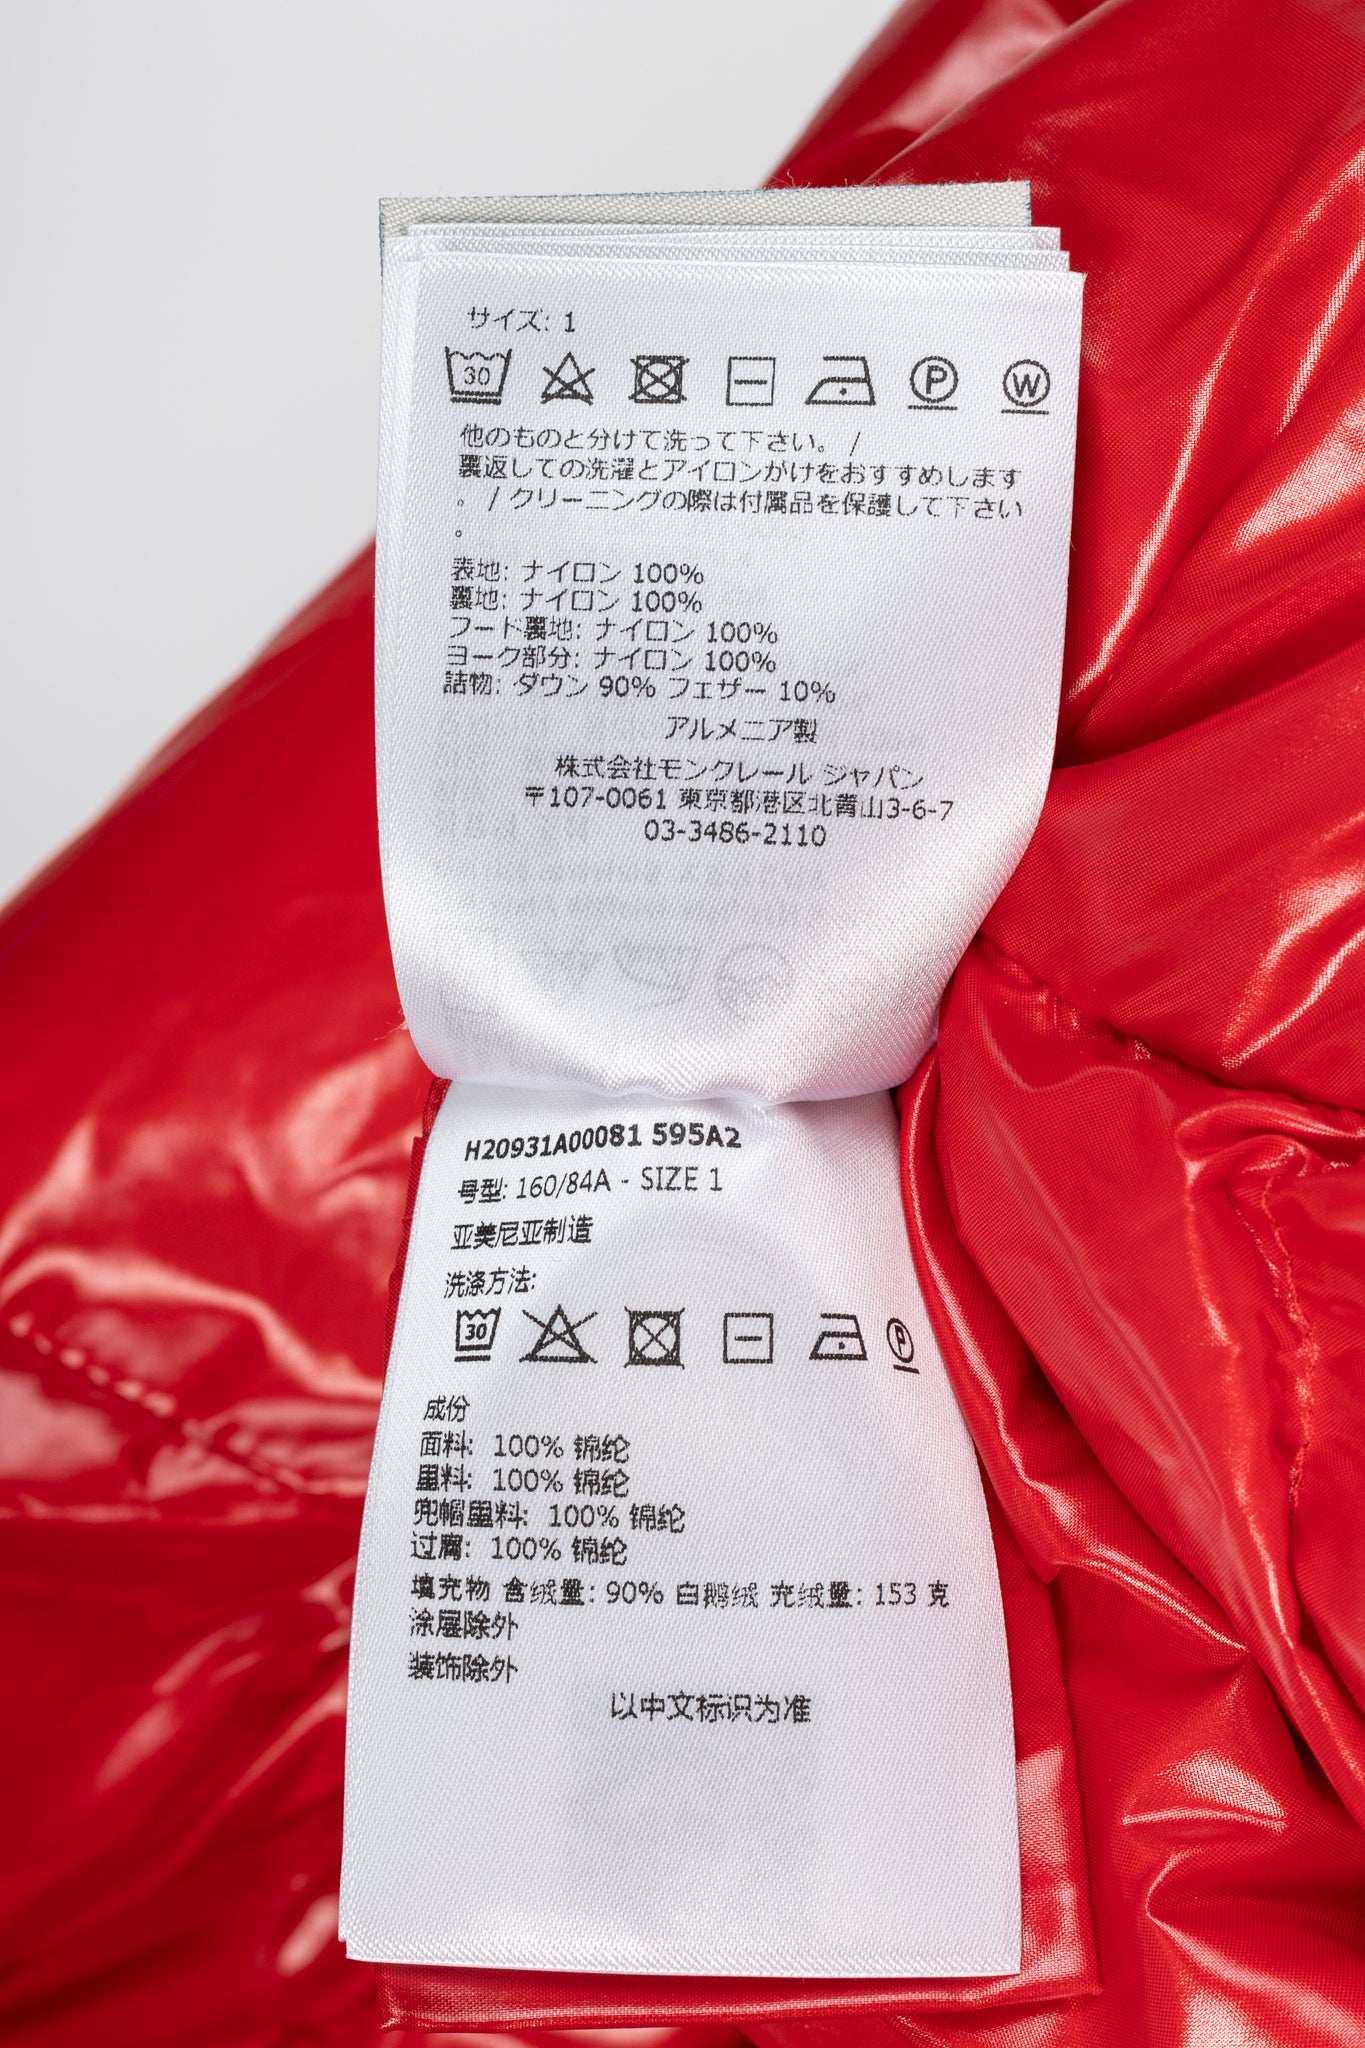 サイズ: 1
30 P W
他のものと分けて洗って下さい。 /
裏返しての洗濯とアイロンがけをおすすめします
。 / クリーニングの際は付属品を保護して下さい
。
表地: ナイロン 100%
裏地: ナイロン 100%
フード裏地: ナイロン 100%
ヨーク部分: ナイロン 100%
詰物: ダウン 90% フェザー 10%
アルメニア製
株式会社モンクレール ジャパン
〒107-0061 東京都港区北青山3-6-7
03-3486-2110
H20931A00081 595A2
号型: 160/84A - SIZE 1
亚美尼亚制造
洗涤方法:
30 P
成份
面料: 100% 锦纶
里料: 100% 锦纶
兜帽里料: 100% 锦纶
过肩: 100% 锦纶
填充物 含绒量: 90% 白鹅绒 充绒量: 153 克
涂层除外
装饰除外
以中文标识为准